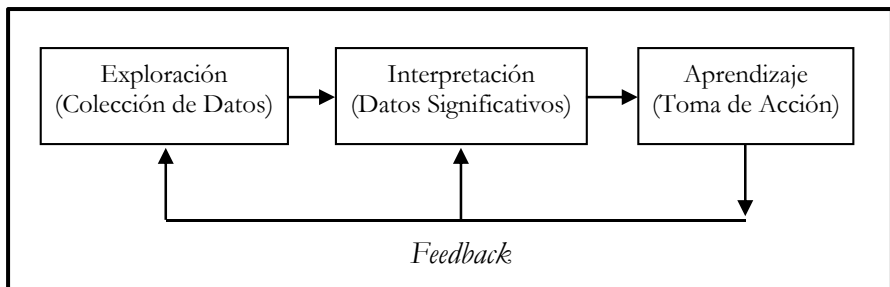 Exploración
(Colección de Datos)
Interpretación
(Datos Significativos)
Aprendizaje
(Toma de Acción)
Feedback